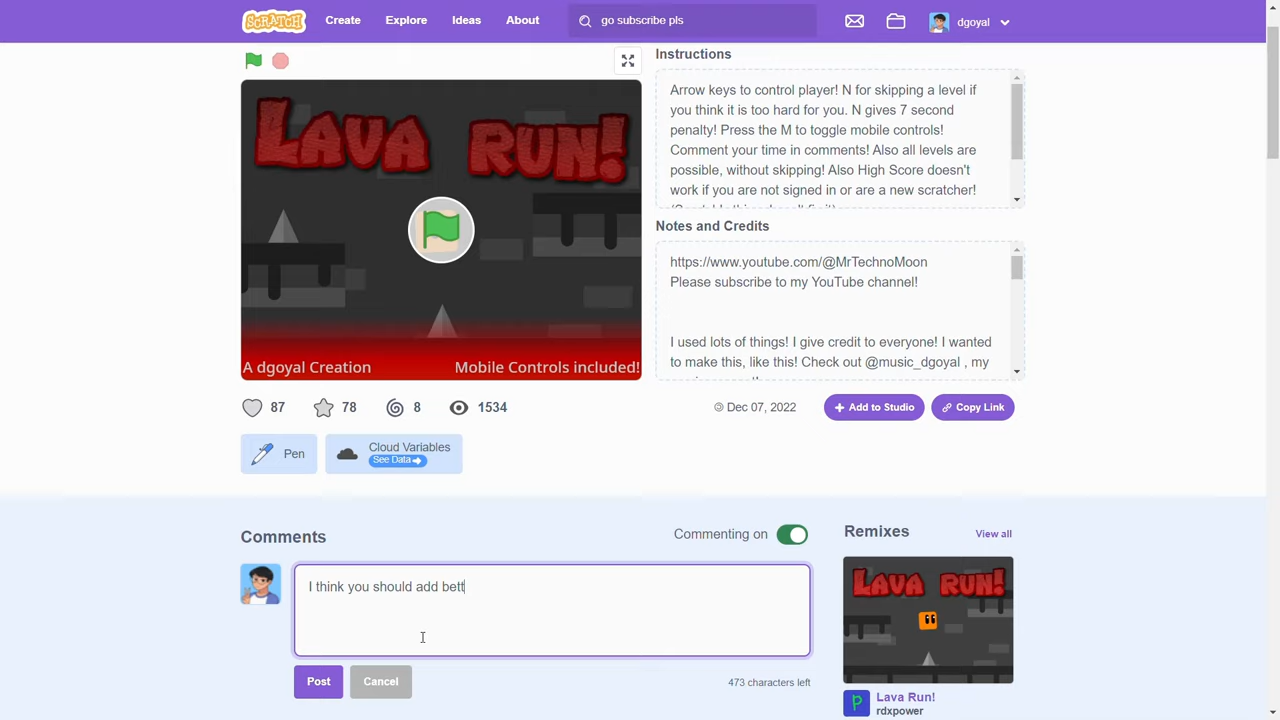 SCRATCH Create Explore Ideas About go subscribe pls dgoyal
Instructions
Arrow keys to control player! N for skipping a level if
you think it is too hard for you. N gives 7 second
penalty! Press the M to toggle mobile controls!
Comment your time in comments! Also all levels are
possible, without skipping! Also High Score doesn't
work if you are not signed in or are a new scratcher!
LAVA RUN!
A dgoyal Creation Mobile Controls included!
Notes and Credits
https://www.youtube.com/@MrTechnoMoon
Please subscribe to my YouTube channel!
I used lots of things! I give credit to everyone! I wanted
to make this, like this! Check out @music_dgoyal , my
87 78 8 1534
© Dec 07, 2022 Add to Studio Copy Link
Pen Cloud Variables
See Data
Comments Commenting on
I think you should add bett
Post Cancel 473 characters left
Remixes View all
LAVA RUN!
Lava Run!
rdxpower